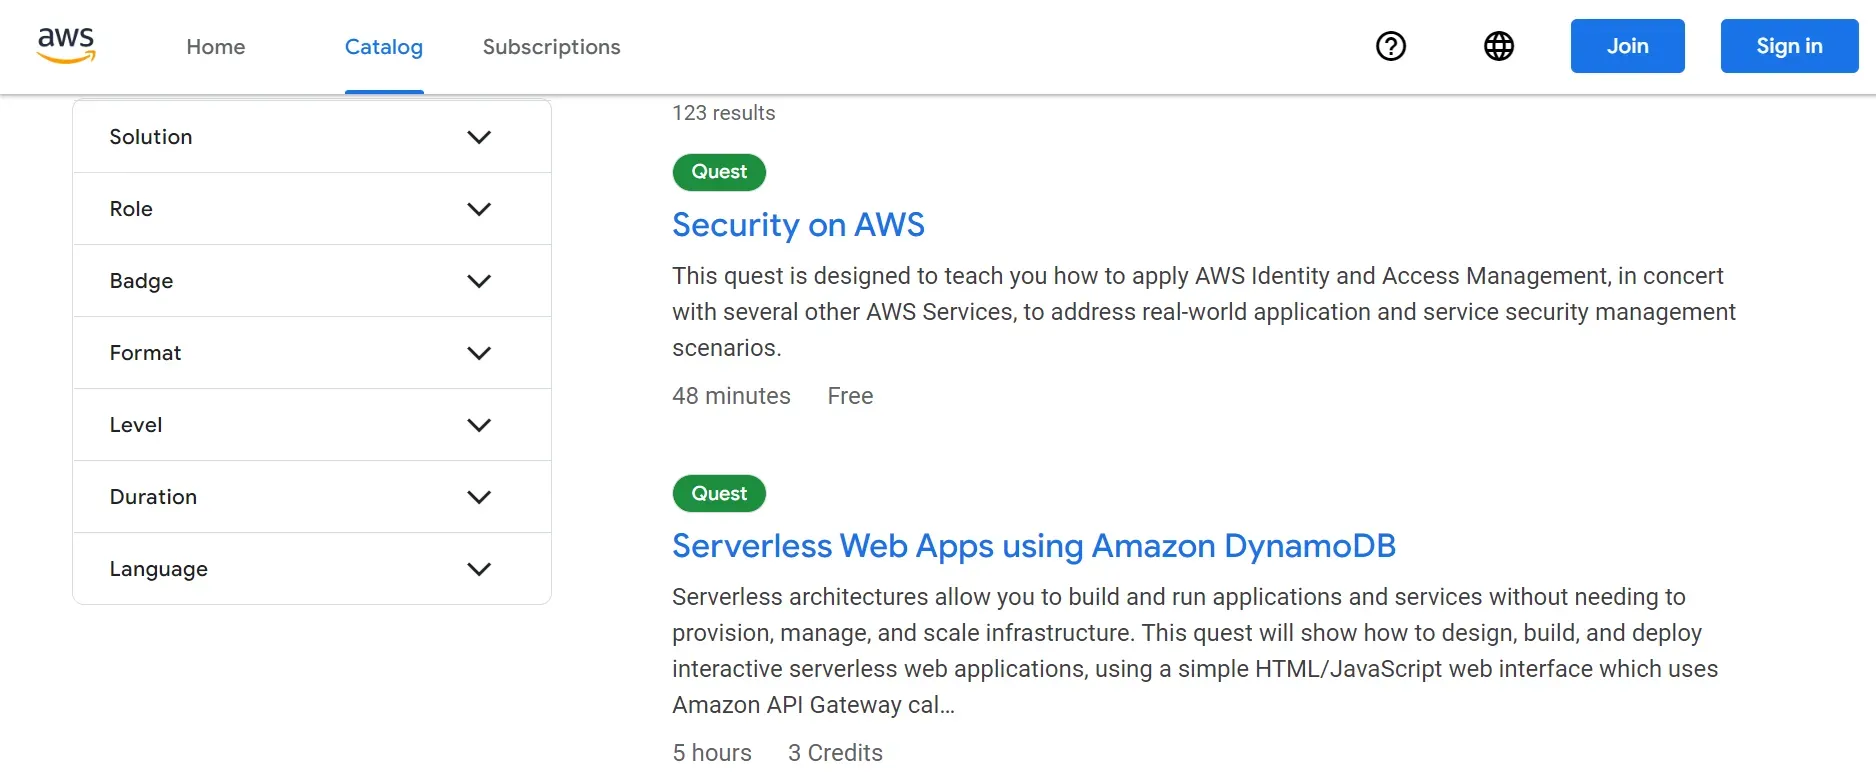 aws
Home
Catalog
Subscriptions
Join
Sign in
Solution
Role
Badge
Format
Level
Duration
Language
123 results
Quest
Security on AWS
This quest is designed to teach you how to apply AWS Identity and Access Management, in concert
with several other AWS Services, to address real-world application and service security management
scenarios.
48 minutes Free
Quest
Serverless Web Apps using Amazon DynamoDB
Serverless architectures allow you to build and run applications and services without needing to
provision, manage, and scale infrastructure. This quest will show how to design, build, and deploy
interactive serverless web applications, using a simple HTML/JavaScript web interface which uses
Amazon API Gateway cal…
5 hours 3 Credits